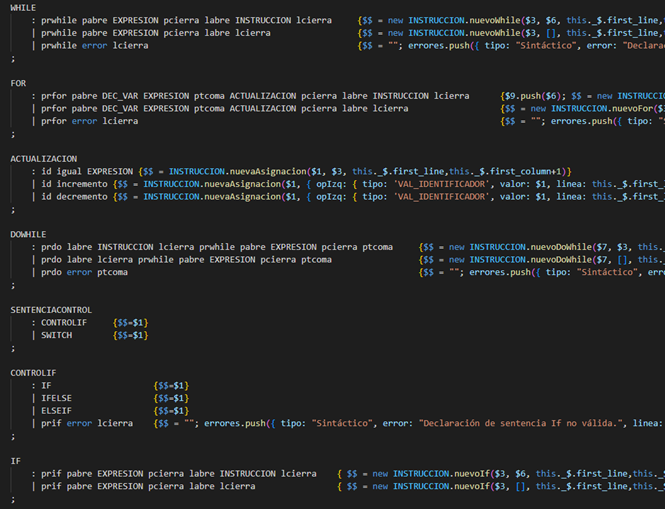 WHILE
: prwhile pabre EXPRESION pcierra labre INSTRUCCION lcierra {$$ = new INSTRUCCION.nuevoWhile($3, $6, this._$.first_line,
| prwhile pabre EXPRESION pcierra labre lcierra {$$ = new INSTRUCCION.nuevoWhile($3, [], this._$.first_line,
| prwhile error lcierra {$$ = ""; errores.push({ tipo: "Sintáctico", error: "Declara
;
FOR
: prfor pabre DEC_VAR EXPRESION ptcoma ACTUALIZACION pcierra labre INSTRUCCION lcierra {$9.push($6); $$ = new INSTRUCCIO
| prfor pabre DEC_VAR EXPRESION ptcoma ACTUALIZACION pcierra labre lcierra {$$ = new INSTRUCCION.nuevoFor($
| prfor error lcierra {$$ = ""; errores.push({ tipo: "
;
ACTUALIZACION
: id igual EXPRESION {$$ = INSTRUCCION.nuevaAsignacion($1, $3, this._$.first_line,this._$.first_column+1)}
| id incremento {$$ = INSTRUCCION.nuevaAsignacion($1, { opIzq: { tipo: 'VAL_IDENTIFICADOR', valor: $1, linea: this._$.first_
| id decremento {$$ = INSTRUCCION.nuevaAsignacion($1, { opIzq: { tipo: 'VAL_IDENTIFICADOR', valor: $1, linea: this._$.first_
;
DOWHILE
: prdo labre INSTRUCCION lcierra prwhile pabre EXPRESION pcierra ptcoma {$$ = new INSTRUCCION.nuevoDoWhile($7, $3, this._
| prdo labre lcierra prwhile pabre EXPRESION pcierra ptcoma {$$ = new INSTRUCCION.nuevoDoWhile($7, [], this._
| prdo error ptcoma {$$ = ""; errores.push({ tipo: "Sintáctico", erro
;
SENTENCIACONTROL
: CONTROLIF {$$=$1}
| SWITCH {$$=$1}
;
CONTROLIF
: IF {$$=$1}
| IFELSE {$$=$1}
| ELSEIF {$$=$1}
| prif error lcierra {$$ = ""; errores.push({ tipo: "Sintáctico", error: "Declaración de sentencia If no válida.", linea:
;
IF
: prif pabre EXPRESION pcierra labre INSTRUCCION lcierra { $$ = new INSTRUCCION.nuevoIf($3, $6, this._$.first_line,this._$
| prif pabre EXPRESION pcierra labre lcierra { $$ = new INSTRUCCION.nuevoIf($3, [], this._$.first_line,this._$
;